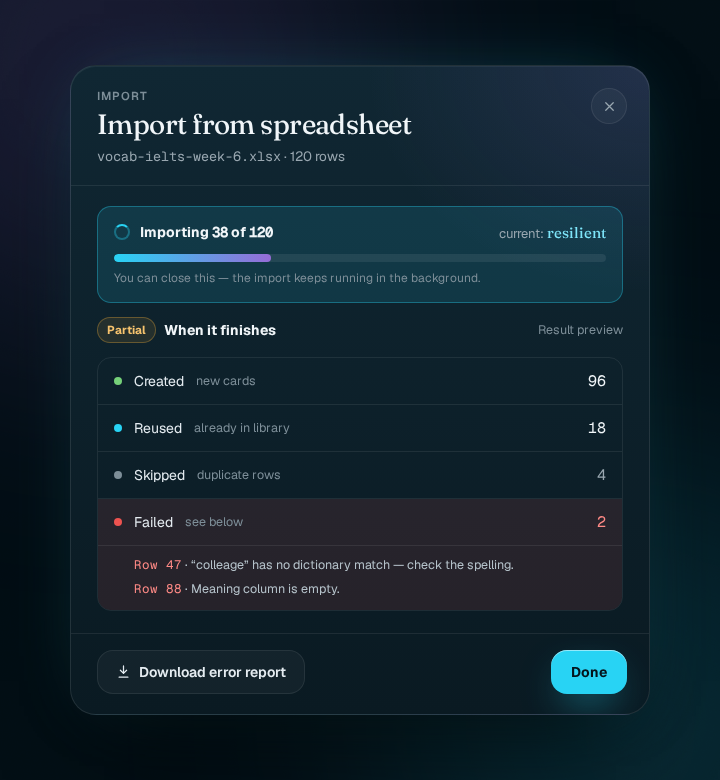 IMPORT
Import from spreadsheet
vocab-ielts-week-6.xlsx · 120 rows
Importing 38 of 120
current: resilient
You can close this — the import keeps running in the background.
Partial When it finishes
Result preview
Created new cards 96
Reused already in library 18
Skipped duplicate rows 4
Failed see below 2
Row 47 · “colleage” has no dictionary match — check the spelling.
Row 88 · Meaning column is empty.
Download error report
Done